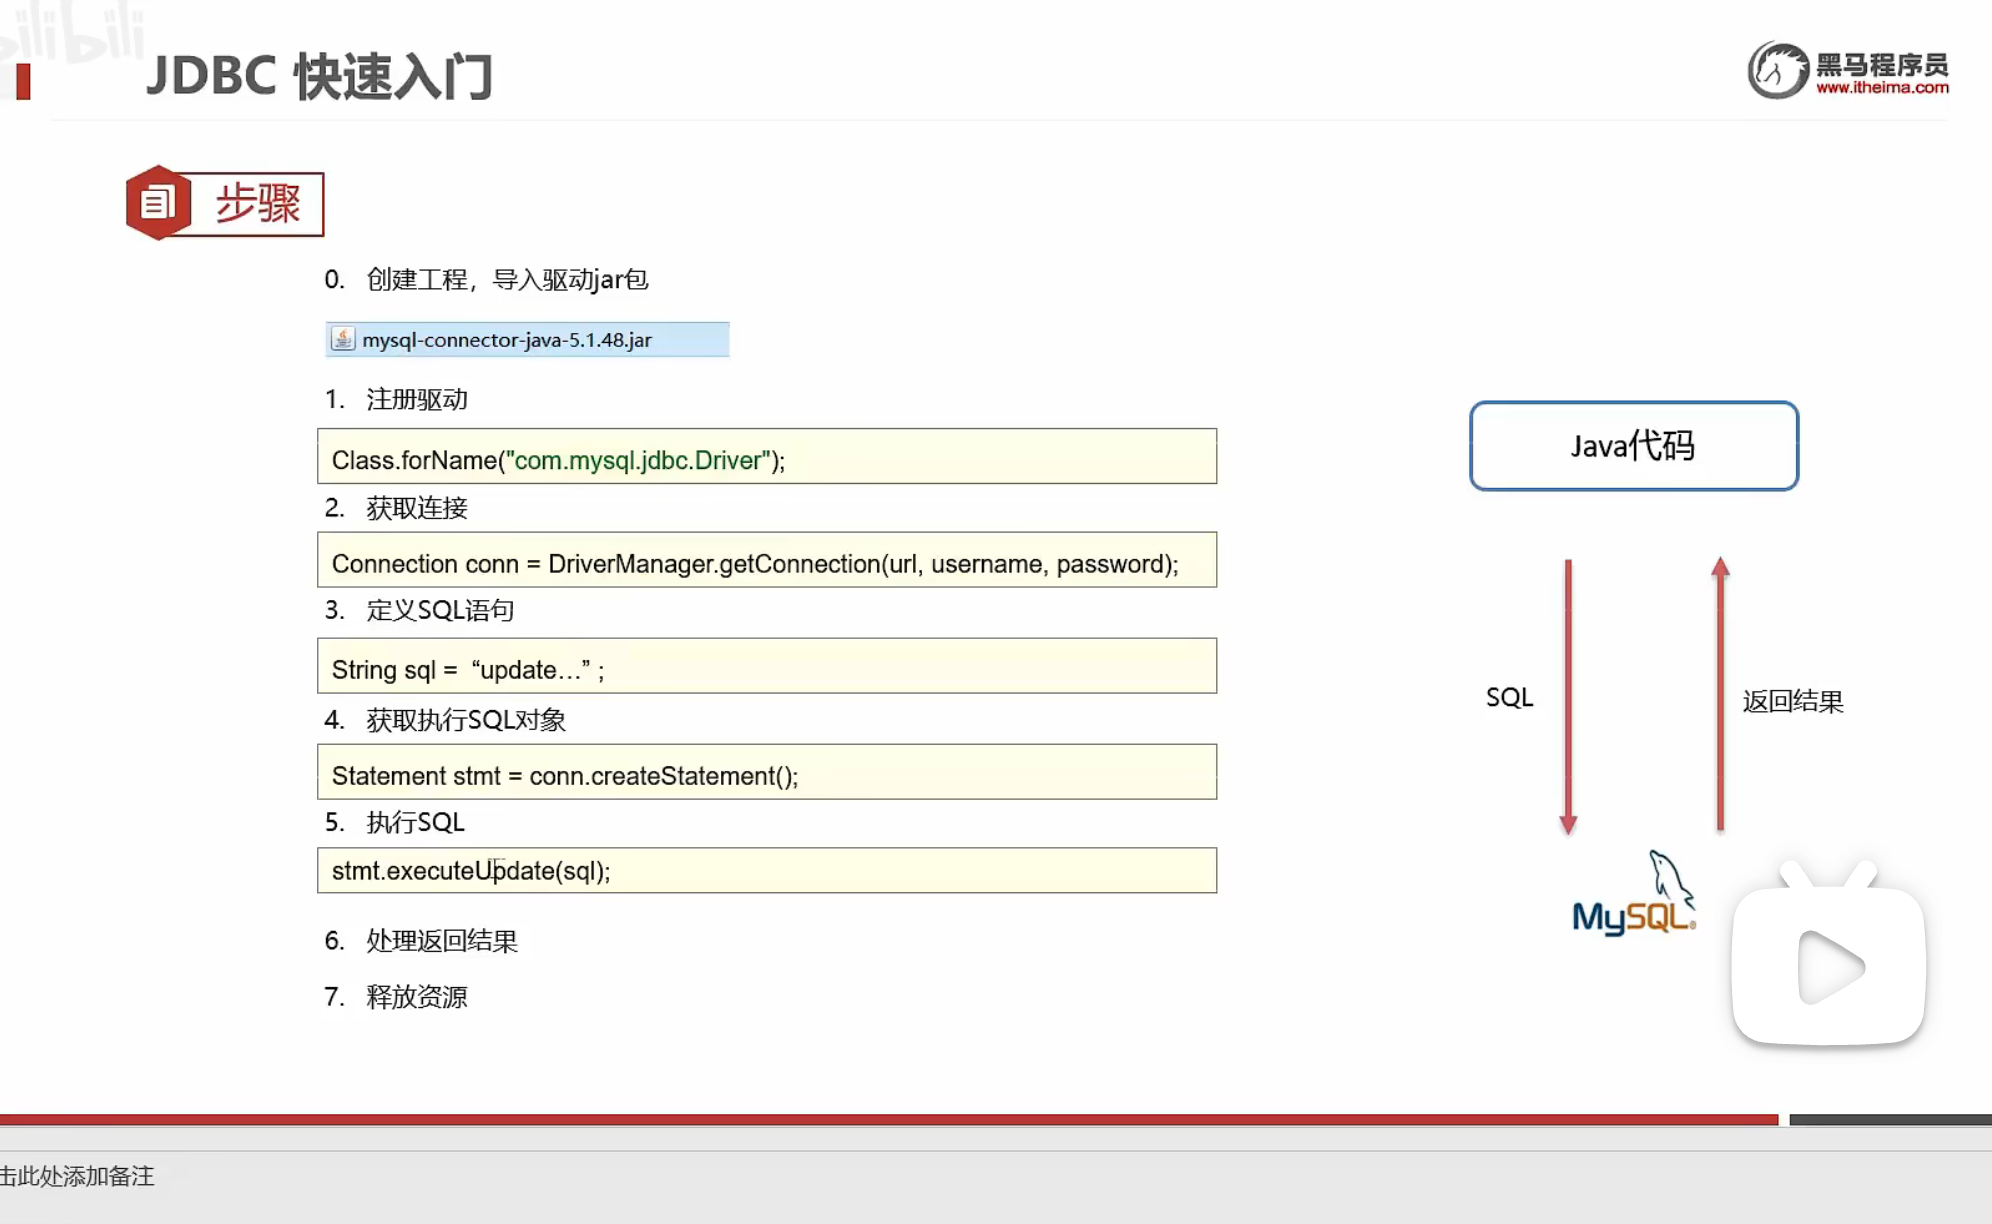 bilibili
JDBC 快速入门
黑马程序员
www.itheima.com
步骤
0. 创建工程，导入驱动jar包
mysql-connector-java-5.1.48.jar
1. 注册驱动
Class.forName("com.mysql.jdbc.Driver");
2. 获取连接
Connection conn = DriverManager.getConnection(url, username, password);
3. 定义SQL语句
String sql = “update…” ;
4. 获取执行SQL对象
Statement stmt = conn.createStatement();
5. 执行SQL
stmt.executeUpdate(sql);
6. 处理返回结果
7. 释放资源
Java代码
SQL
返回结果
MySQL®
击此处添加备注